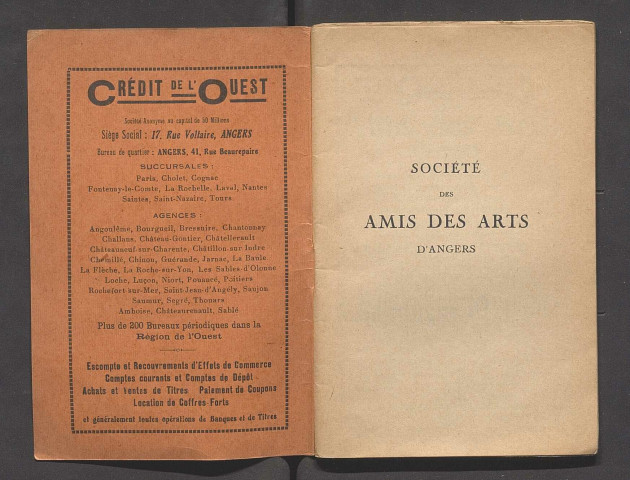 CRÉDIT DE L'OUEST
Société Anonyme au capital de 50 Millions
Siège Social : 17, Rue Voltaire, ANGERS
Bureau de quartier : ANGERS, 41, Rue Beaurepaire
SUCCURSALES :
Paris, Cholet, Cognac
Fontenay-le-Comte, La Rochelle, Laval, Nantes
Saintes, Saint-Nazaire, Tours
AGENCES :
Angoulême, Bourgueil, Bressuire, Chantonnay
Challans, Château-Gontier, Châtellerault
Châteauneuf-sur-Charente, Châtillon sur Indre
Chemillé, Chinon, Guérande, Jarnac, La Baule
La Flèche, La Roche-sur-Yon, Les Sables-d'Olonne
Loche, Luçon, Niort, Pouancé, Poitiers
Rochefort sur-Mer, Saint-Jean-d'Angély, Saujon
Saumur, Segré, Thouars
Amboise, Châteaurenault, Sablé
Plus de 200 Bureaux périodiques dans la
Région de l'Ouest
Escompte et Recouvrements d'Effets de Commerce
Comptes courants et Comptes de Dépôt
Achats et Ventes de Titres Paiement de Coupons
Location de Coffres-Forts
et généralement toutes opérations de Banques et de Titres
SOCIÉTÉ
DES
AMIS DES ARTS
D'ANGERS